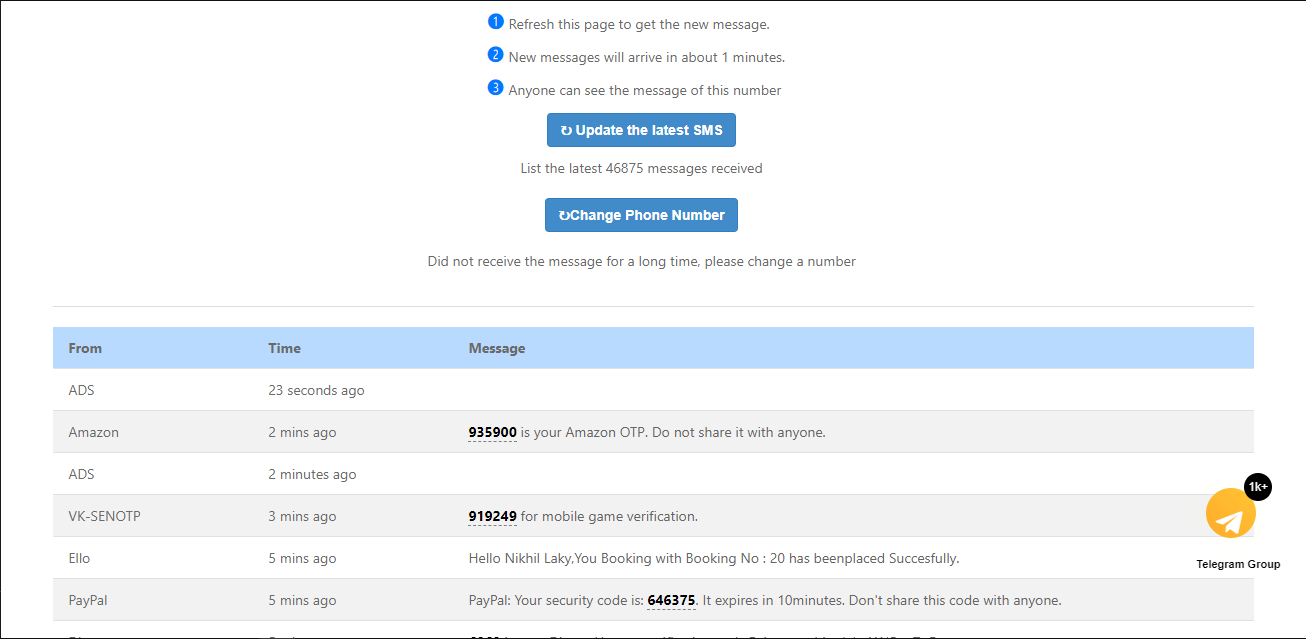 1 Refresh this page to get the new message.
2 New messages will arrive in about 1 minutes.
3 Anyone can see the message of this number
↻ Update the latest SMS
List the latest 46875 messages received
↻Change Phone Number
Did not receive the message for a long time, please change a number
From Time Message
ADS 23 seconds ago
Amazon 2 mins ago 935900 is your Amazon OTP. Do not share it with anyone.
ADS 2 minutes ago
VK-SENOTP 3 mins ago 919249 for mobile game verification.
1k+
Ello 5 mins ago Hello Nikhil Laky,You Booking with Booking No : 20 has beenplaced Succesfully.
Telegram Group
PayPal 5 mins ago PayPal: Your security code is: 646375. It expires in 10minutes. Don't share this code with anyone.